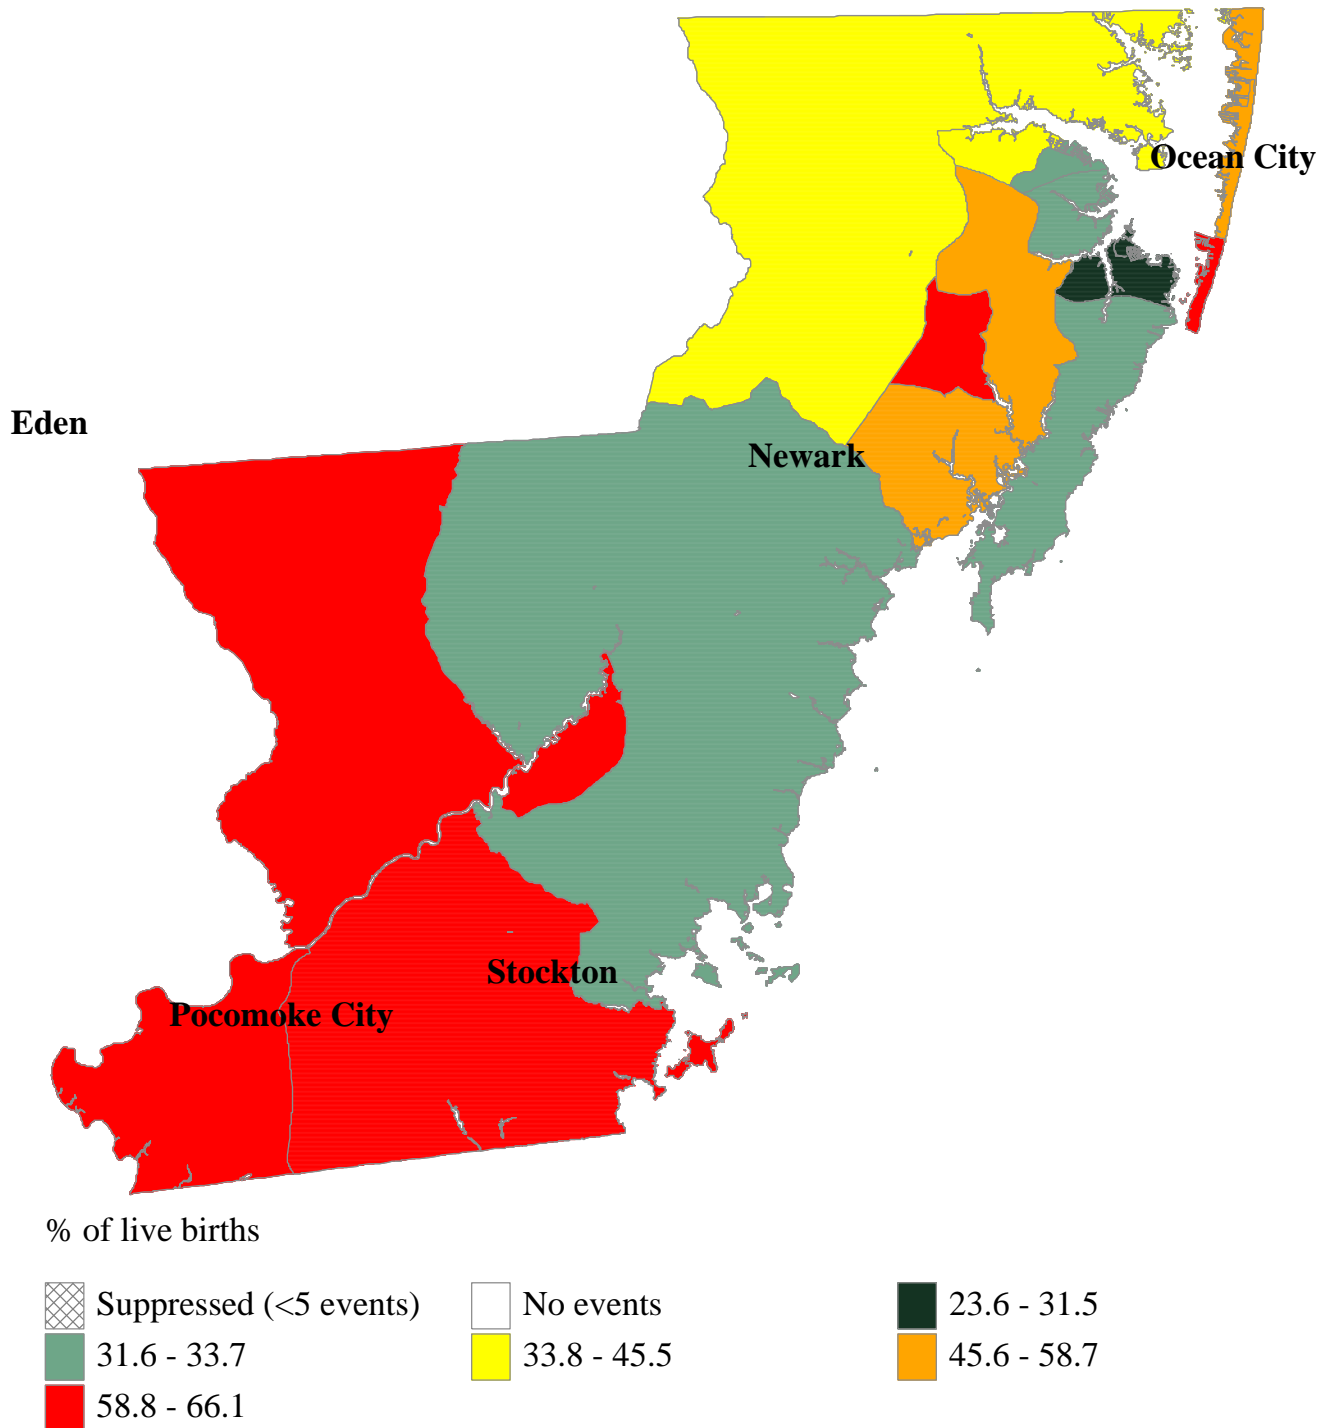 Ocean City
Eden
Newark
Stockton
Pocomoke City
% of live births
Suppressed (<5 events)
No events
23.6 - 31.5
31.6 - 33.7
33.8 - 45.5
45.6 - 58.7
58.8 - 66.1